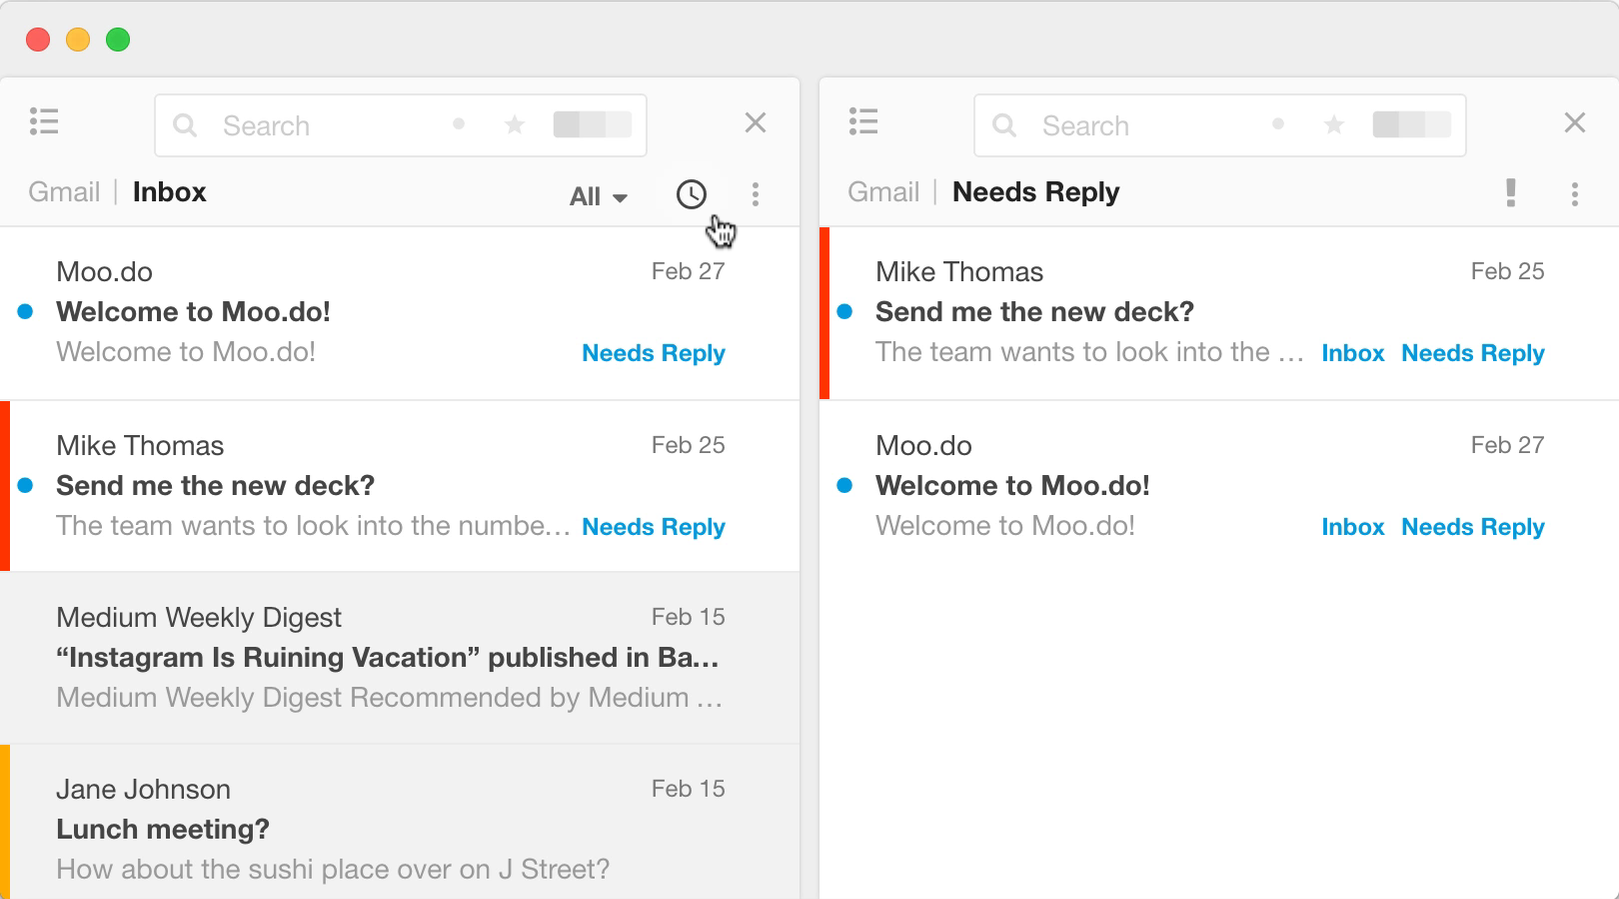 Search
Gmail | Inbox
All
Moo.do Feb 27
Welcome to Moo.do!
Welcome to Moo.do! Needs Reply
Mike Thomas Feb 25
Send me the new deck?
The team wants to look into the numbe… Needs Reply
Medium Weekly Digest Feb 15
“Instagram Is Ruining Vacation” published in Ba…
Medium Weekly Digest Recommended by Medium …
Jane Johnson Feb 15
Lunch meeting?
How about the sushi place over on J Street?
Search
Gmail | Needs Reply
Mike Thomas Feb 25
Send me the new deck?
The team wants to look into the … Inbox Needs Reply
Moo.do Feb 27
Welcome to Moo.do!
Welcome to Moo.do! Inbox Needs Reply